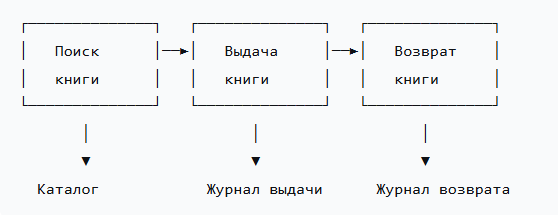 Поиск Выдача Возврат
книги книги книги
Каталог Журнал выдачи Журнал возврата